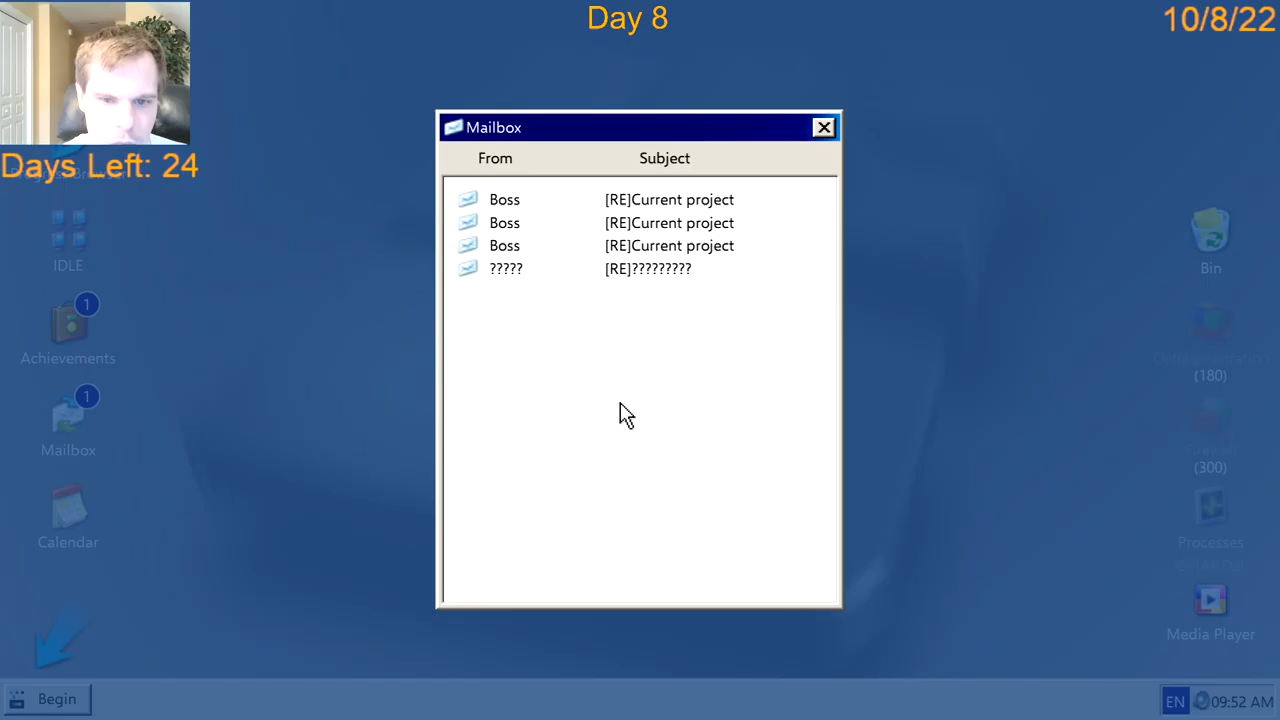 Day 8
10/8/22
Days Left: 24
Mailbox
From Subject
Boss [RE]Current project
Boss [RE]Current project
Boss [RE]Current project
????? [RE]?????????
IDLE
1
Achievements
1
Mailbox
Calendar
Begin
Bin
(180)
(300)
Processes
Media Player
EN 09:52 AM